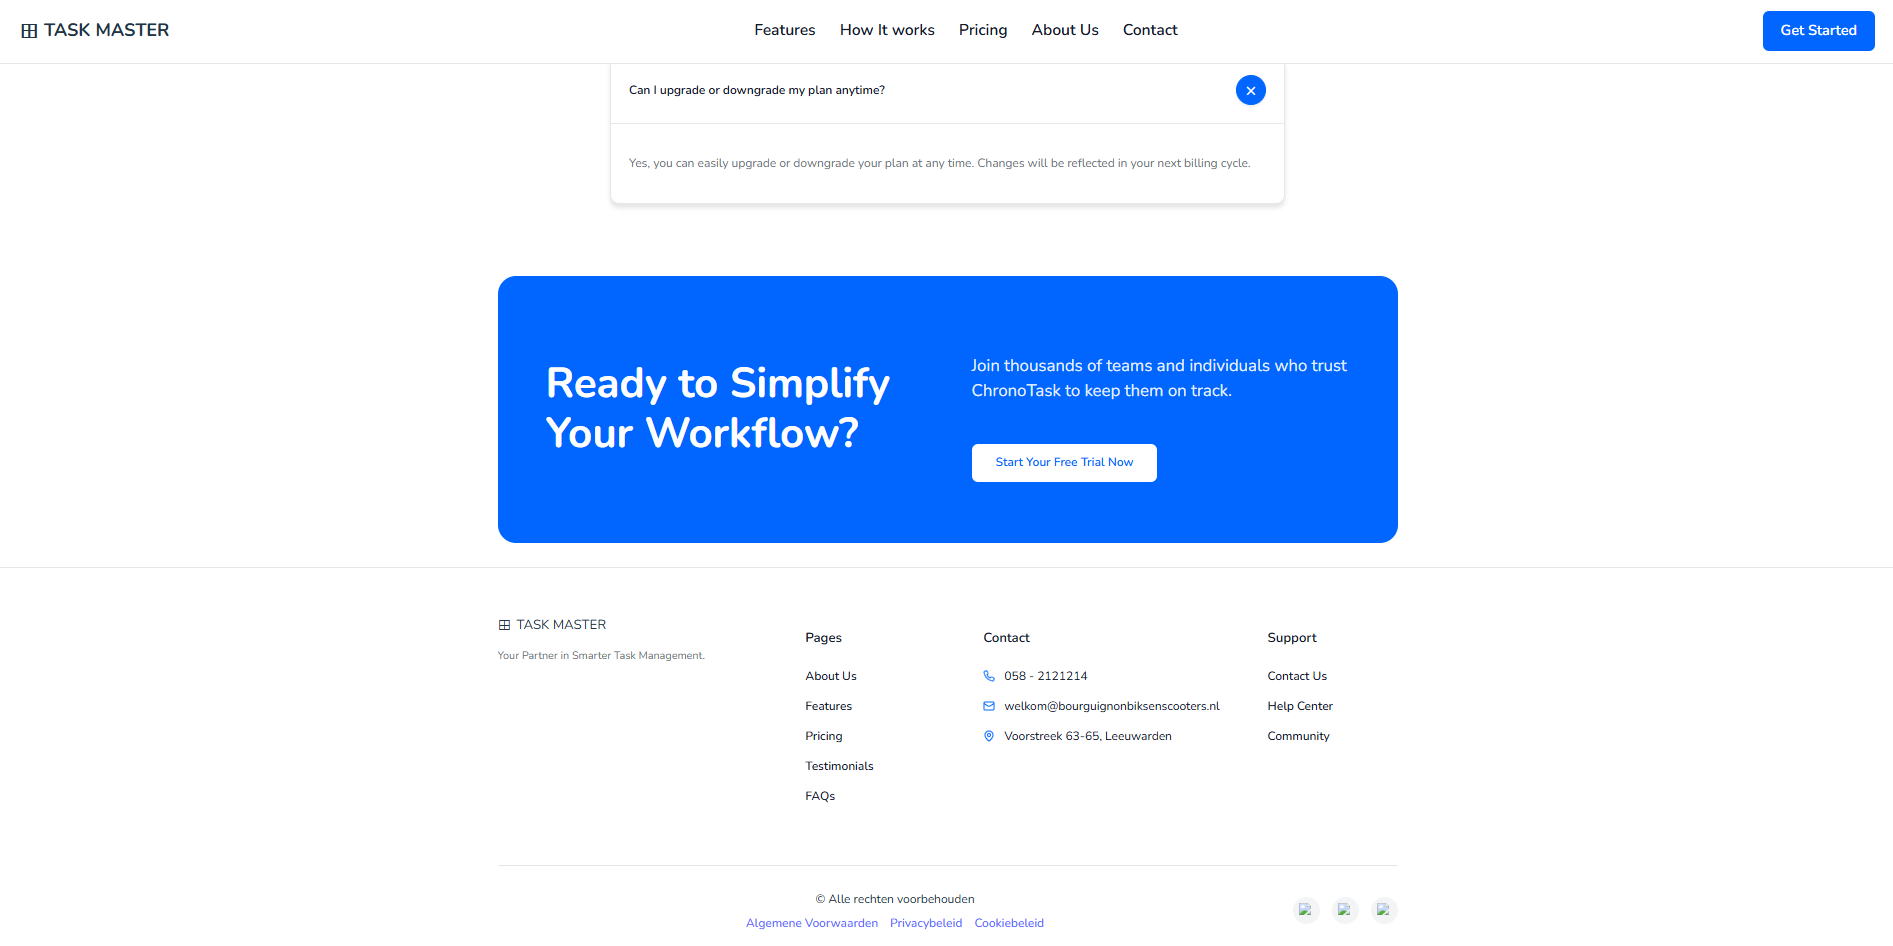 TASK MASTER
Features
How It works
Pricing
About Us
Contact
Get Started
Can I upgrade or downgrade my plan anytime?
Yes, you can easily upgrade or downgrade your plan at any time. Changes will be reflected in your next billing cycle.
Ready to Simplify
Your Workflow?
Join thousands of teams and individuals who trust
ChronoTask to keep them on track.
Start Your Free Trial Now
TASK MASTER
Your Partner in Smarter Task Management.
Pages
About Us
Features
Pricing
Testimonials
FAQs
Contact
058 - 2121214
welkom@bourguignonbiksenscooters.nl
Voorstreek 63-65, Leeuwarden
Support
Contact Us
Help Center
Community
© Alle rechten voorbehouden
Algemene Voorwaarden Privacybeleid Cookiebeleid